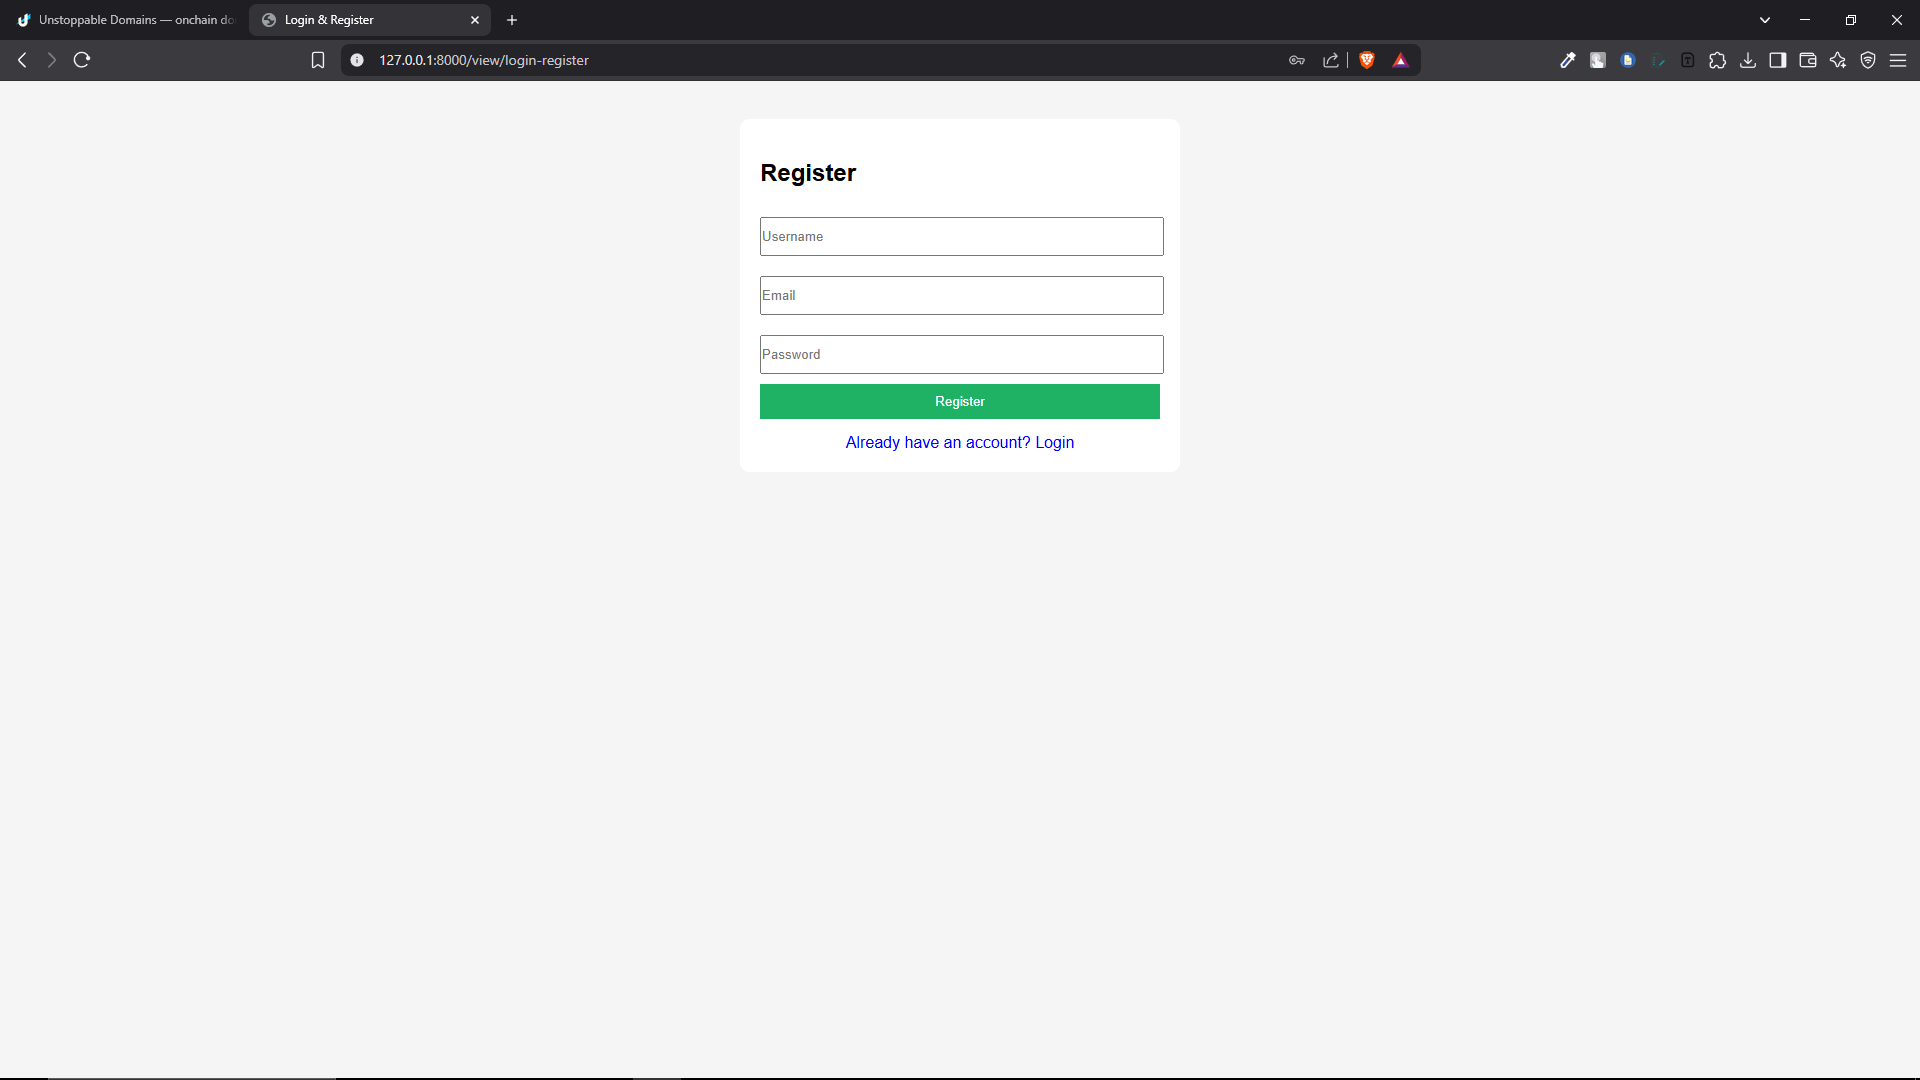 Unstoppable Domains — onchain do
Login & Register
127.0.0.1:8000/view/login-register
Register
Username
Email
Password
Register
Already have an account? Login